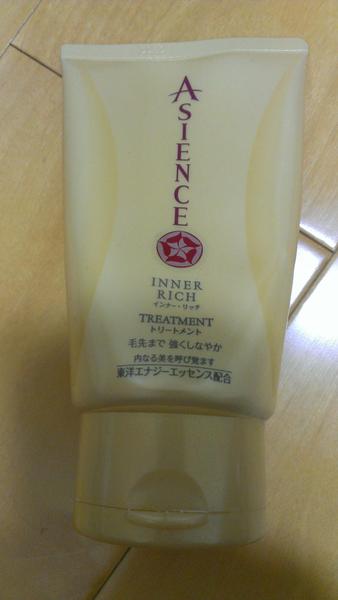 ASIENCE
INNER
RICH
インナー・リッチ
TREATMENT
トリートメント
毛先まで 強くしなやか
内なる美を呼び覚ます
東洋エナジーエッセンス配合